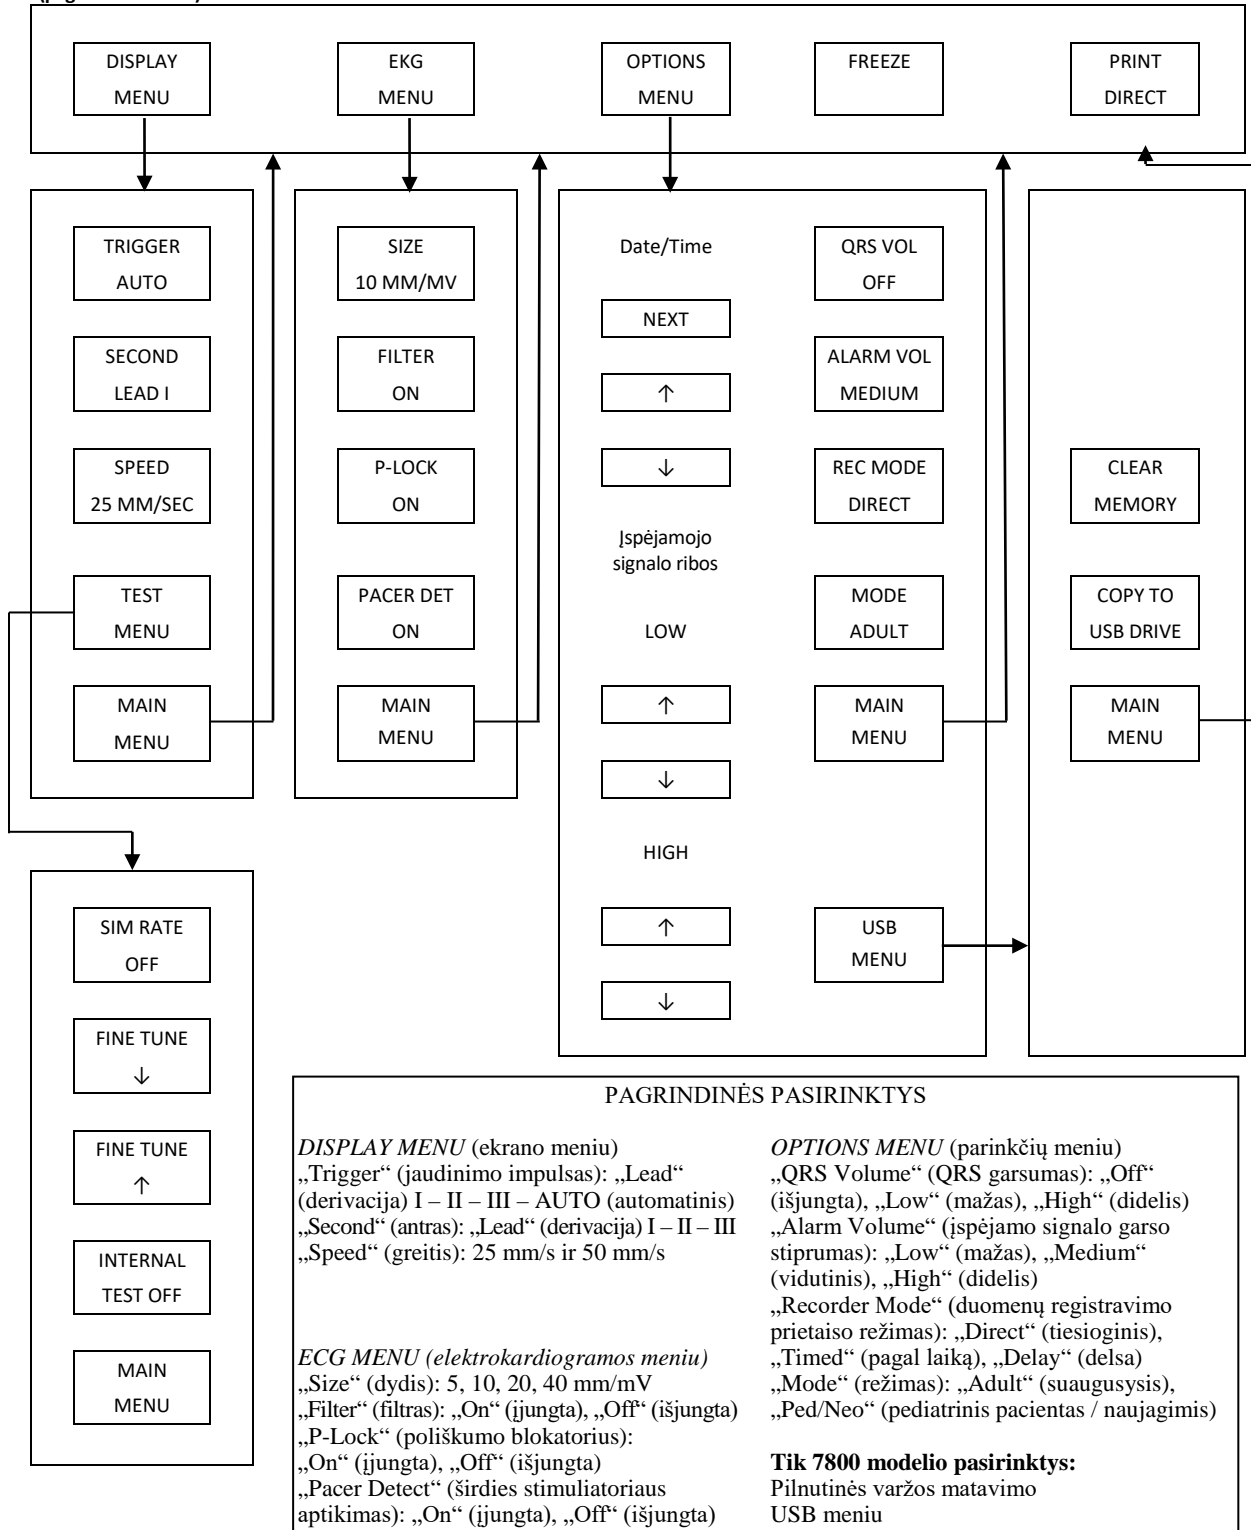 DISPLAY
MENU
EKG
MENU
OPTIONS
MENU
FREEZE
PRINT
DIRECT
TRIGGER
AUTO
SECOND
LEAD I
SPEED
25 MM/SEC
TEST
MENU
MAIN
MENU
SIZE
10 MM/MV
FILTER
ON
P-LOCK
ON
PACER DET
ON
MAIN
MENU
Date/Time
NEXT
↑
↓
Įspėjamojo
signalo ribos
LOW
↑
↓
HIGH
↑
↓
QRS VOL
OFF
ALARM VOL
MEDIUM
REC MODE
DIRECT
MODE
ADULT
MAIN
MENU
USB
MENU
CLEAR
MEMORY
COPY TO
USB DRIVE
MAIN
MENU
SIM RATE
OFF
FINE TUNE
↓
FINE TUNE
↑
INTERNAL
TEST OFF
MAIN
MENU
PAGRINDINĖS PASIRINKTYS
DISPLAY MENU (ekrano meniu)
„Trigger“ (jaudinimo impulsas): „Lead“
(derivacija) I – II – III – AUTO (automatinis)
„Second“ (antras): „Lead“ (derivacija) I – II – III
„Speed“ (greitis): 25 mm/s ir 50 mm/s
ECG MENU (elektrokardiogramos meniu)
„Size“ (dydis): 5, 10, 20, 40 mm/mV
„Filter“ (filtras): „On“ (įjungta), „Off“ (išjungta)
„P-Lock“ (poliškumo blokatorius):
„On“ (įjungta), „Off“ (išjungta)
„Pacer Detect“ (širdies stimuliatoriaus
aptikimas): „On“ (įjungta), „Off“ (išjungta)
OPTIONS MENU (parinkčių meniu)
„QRS Volume“ (QRS garsumas): „Off“
(išjungta), „Low“ (mažas), „High“ (didelis)
„Alarm Volume“ (įspėjamo signalo garso
stiprumas): „Low“ (mažas), „Medium“
(vidutinis), „High“ (didelis)
„Recorder Mode“ (duomenų registravimo
prietaiso režimas): „Direct“ (tiesioginis),
„Timed“ (pagal laiką), „Delay“ (delsa)
„Mode“ (režimas): „Adult“ (suaugusysis),
„Ped/Neo“ (pediatrinis pacientas / naujagimis)
Tik 7800 modelio pasirinktys:
Pilnutinės varžos matavimo
USB meniu